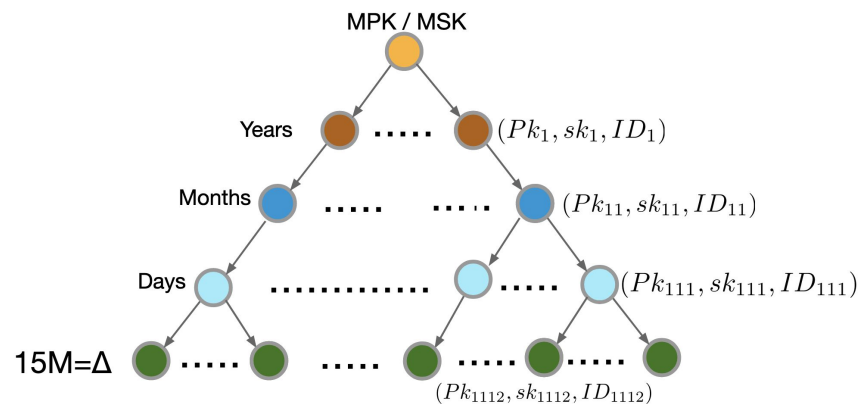 MPK / MSK
Years
(Pk₁, sk₁, ID₁)
Months
(Pk₁₁, sk₁₁, ID₁₁)
Days
(Pk₁₁₁, sk₁₁₁, ID₁₁₁)
15M=Δ
(Pk₁₁₁₂, sk₁₁₁₂, ID₁₁₁₂)